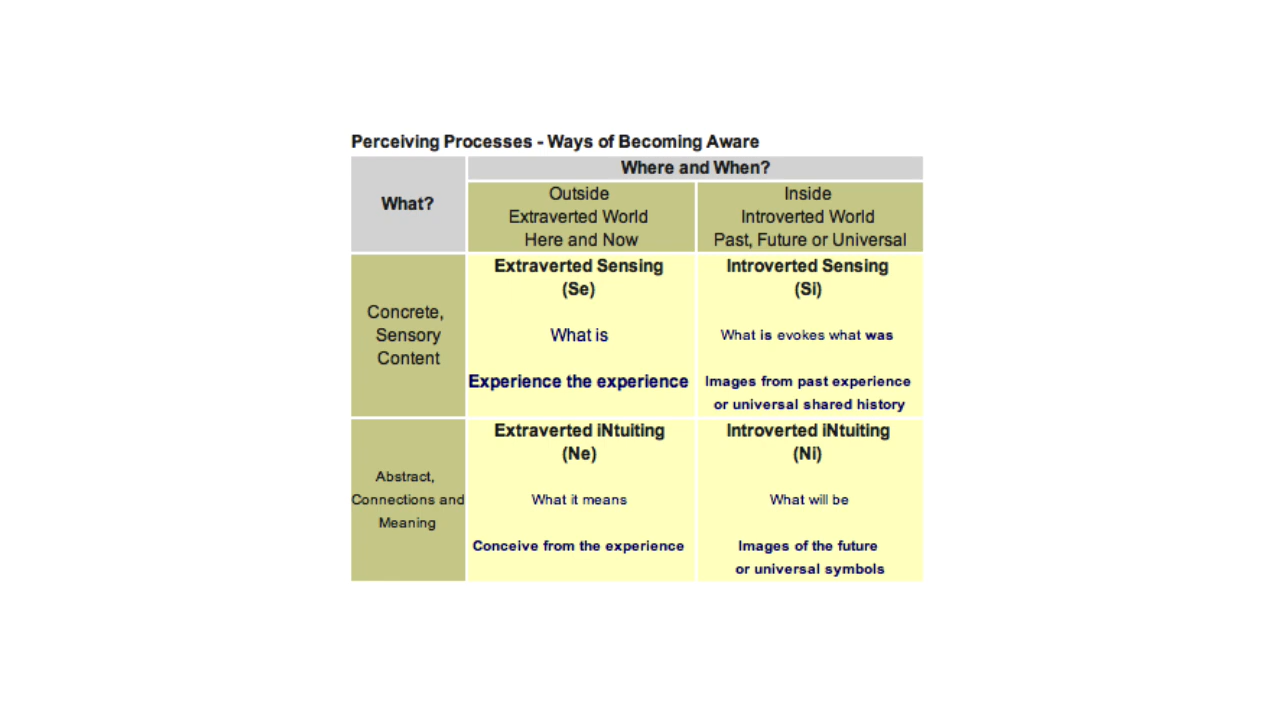 Perceiving Processes - Ways of Becoming Aware
What?
Where and When?
Outside
Extraverted World
Here and Now
Inside
Introverted World
Past, Future or Universal
Concrete,
Sensory
Content
Extraverted Sensing
(Se)
What is
Experience the experience
Introverted Sensing
(Si)
What is evokes what was
Images from past experience
or universal shared history
Abstract,
Connections and
Meaning
Extraverted iNtuiting
(Ne)
What it means
Conceive from the experience
Introverted iNtuiting
(Ni)
What will be
Images of the future
or universal symbols